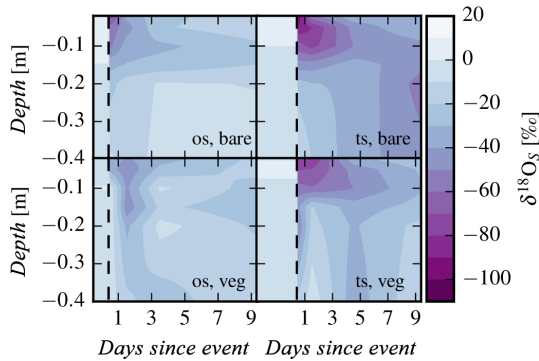 20
0
−20
−40
−60
−80
−100
δ¹⁸O_S [‰]
Depth [m]
−0.1
−0.2
−0.3
−0.4
os, bare
ts, bare
Depth [m]
−0.1
−0.2
−0.3
−0.4
os, veg
ts, veg
1 3 5 7 9 1 3 5 7 9
Days since event Days since event